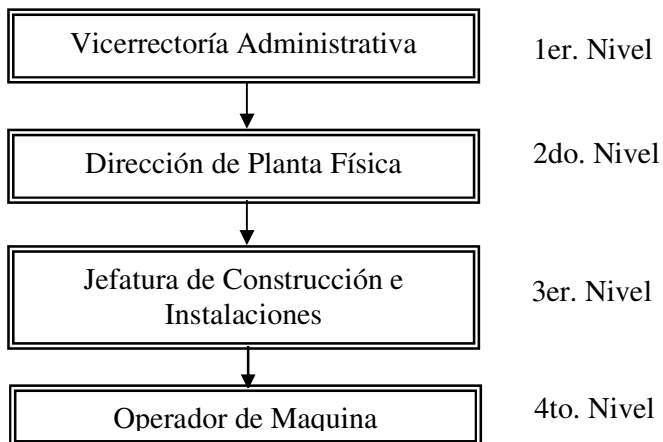 Vicerrectoría Administrativa
1er. Nivel
Dirección de Planta Física
2do. Nivel
Jefatura de Construcción e
Instalaciones
3er. Nivel
Operador de Maquina
4to. Nivel